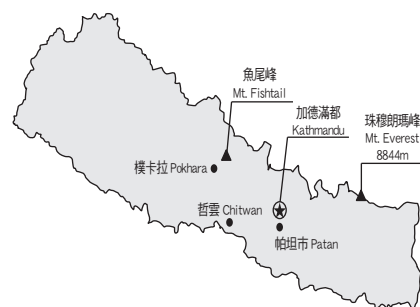 魚尾峰
Mt. Fishtail
加德滿都
Kathmandu
珠穆朗瑪峰
Mt. Everest
8844m
樸卡拉 Pokhara
哲雲 Chitwan
帕坦市 Patan